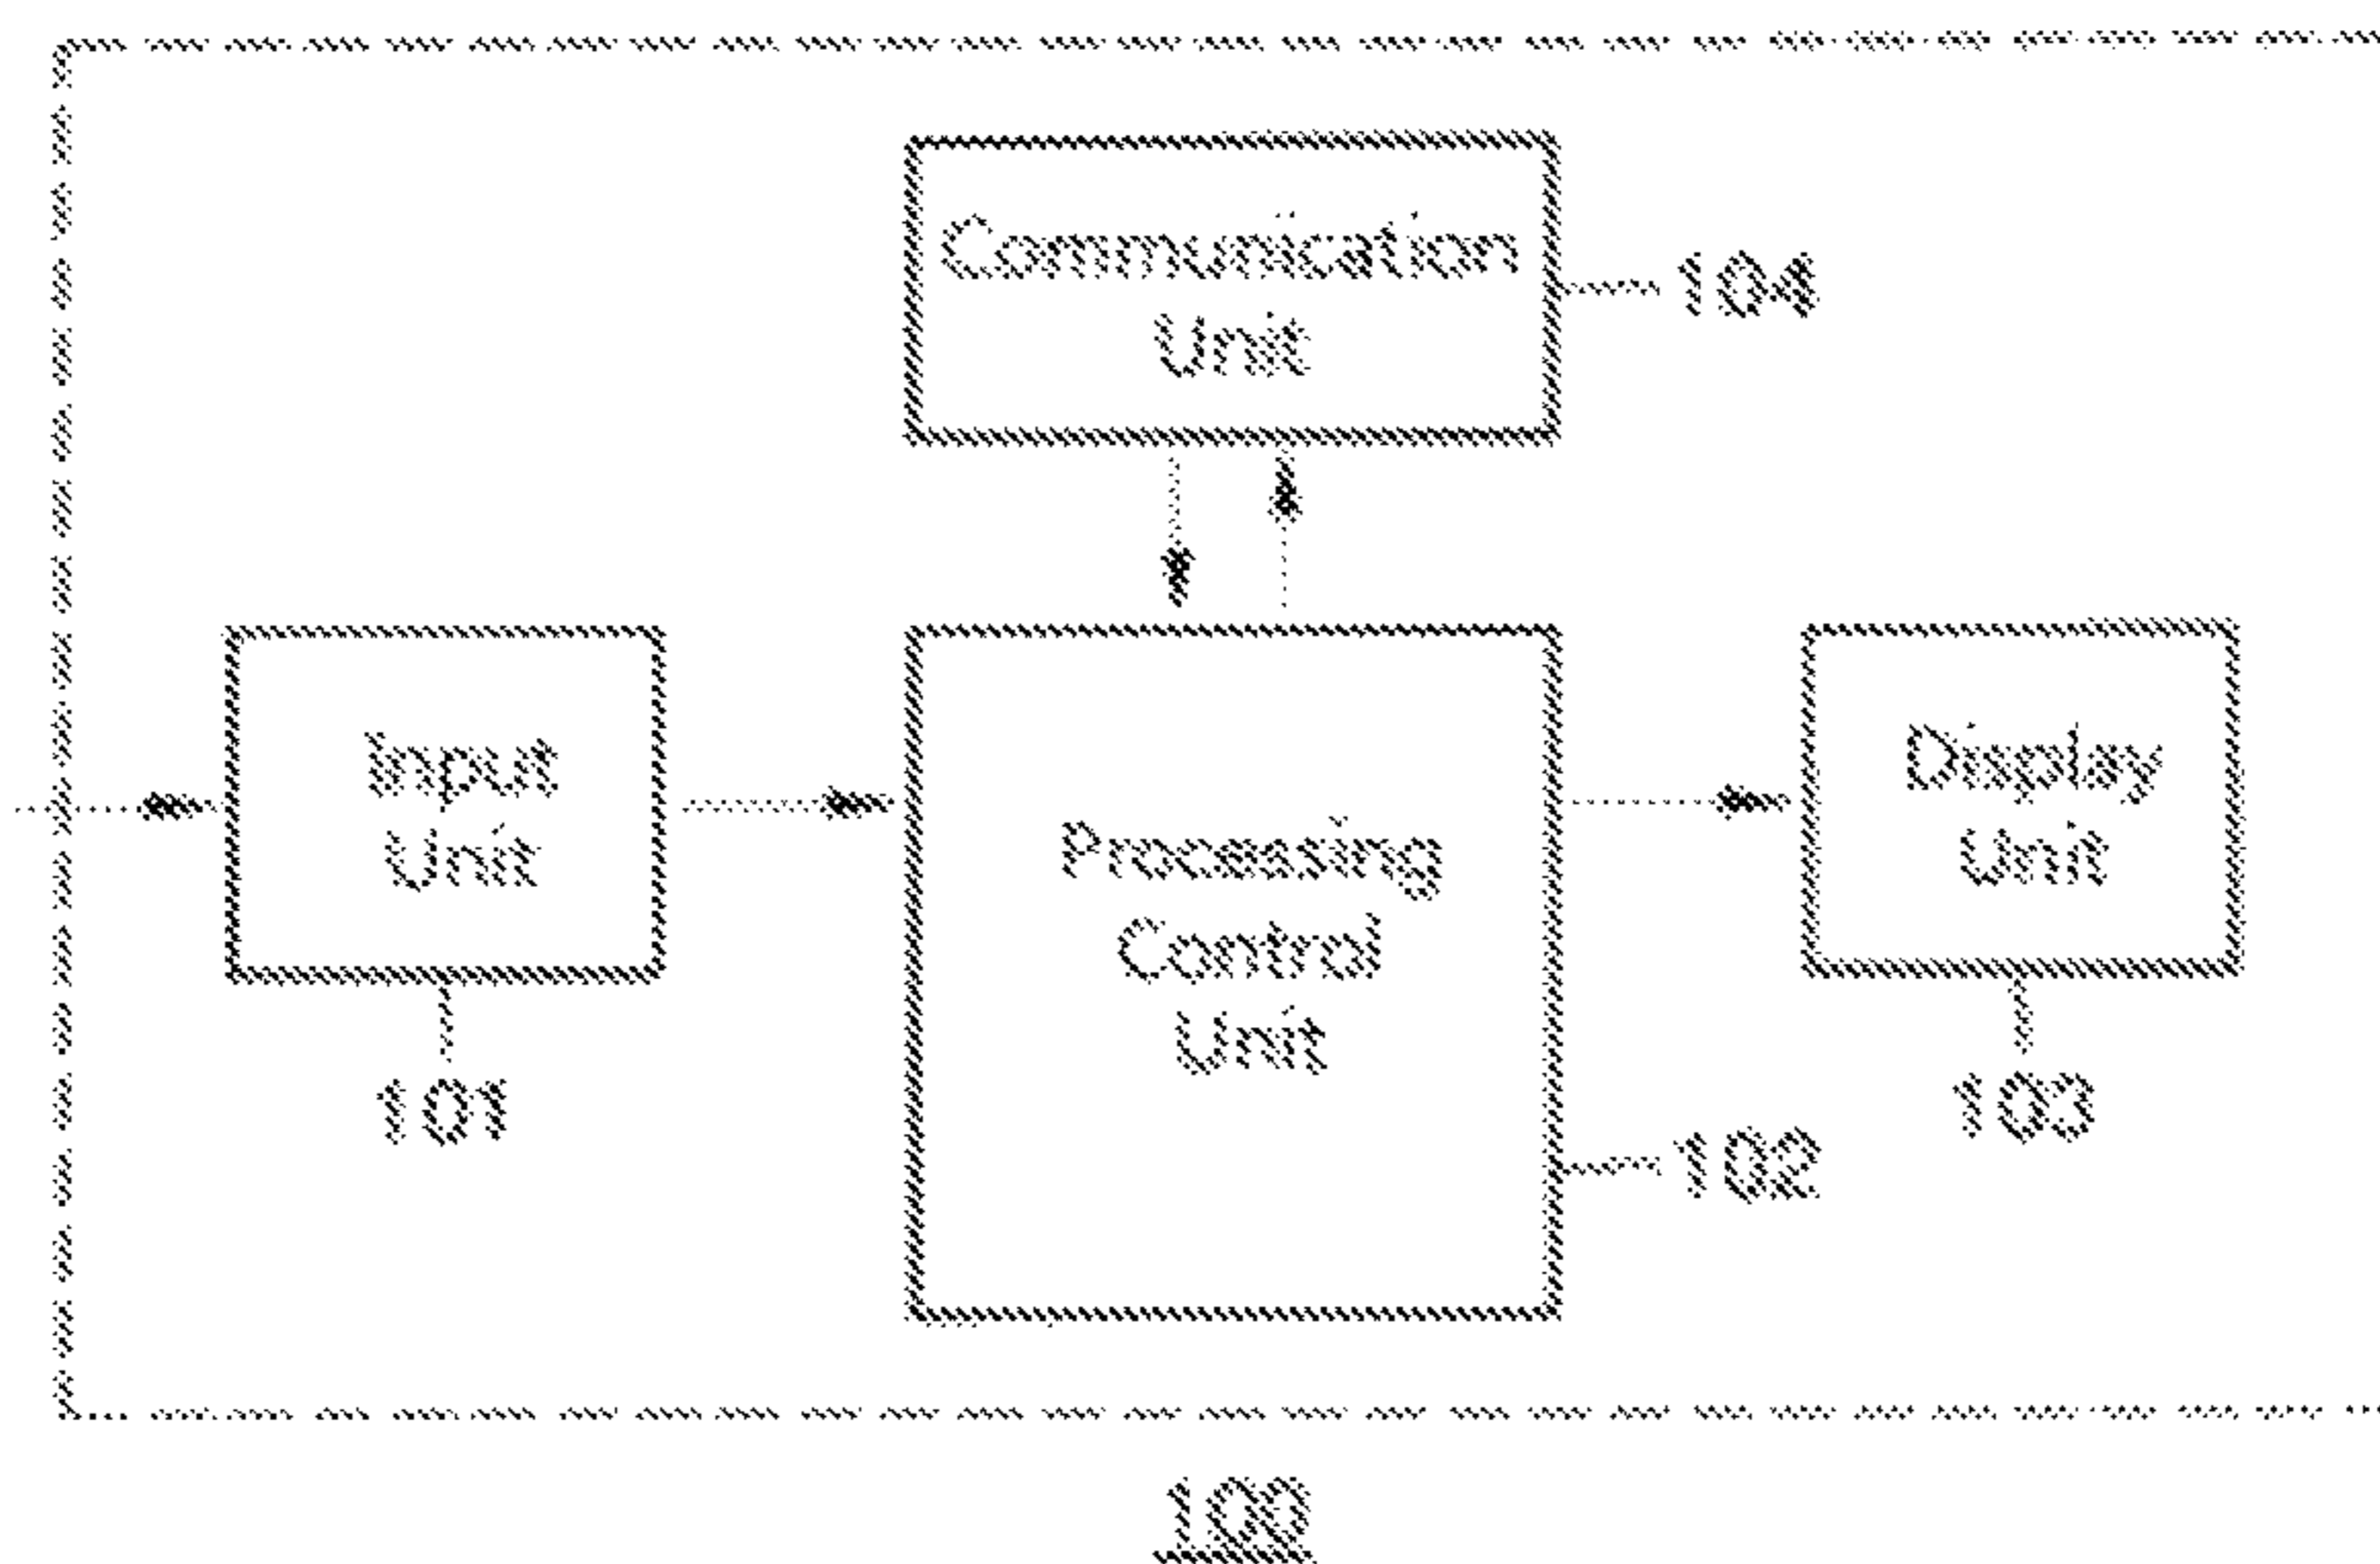 Communication
Unit
104
Input
Unit
101
Processing
Control
Unit
102
Display
Unit
103
100